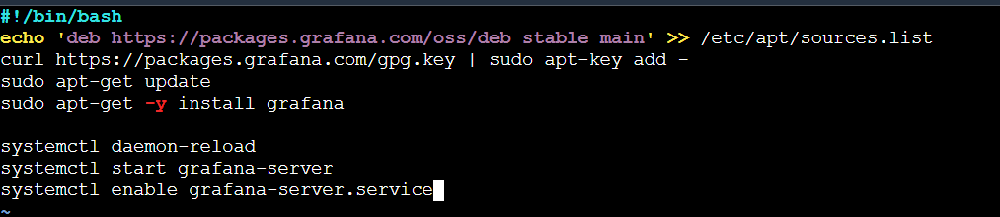 #!/bin/bash
echo 'deb https://packages.grafana.com/oss/deb stable main' >> /etc/apt/sources.list
curl https://packages.grafana.com/gpg.key | sudo apt-key add -
sudo apt-get update
sudo apt-get -y install grafana
systemctl daemon-reload
systemctl start grafana-server
systemctl enable grafana-server.service
~